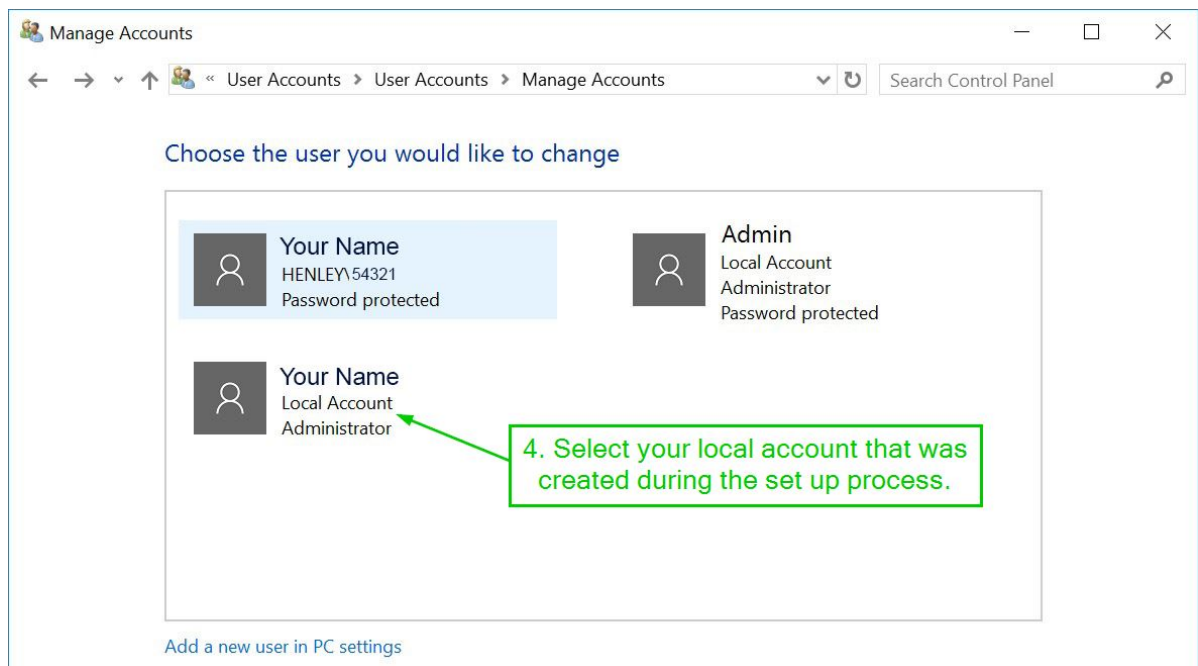 Manage Accounts
« User Accounts > User Accounts > Manage Accounts
Search Control Panel
Choose the user you would like to change
Your Name
HENLEY\54321
Password protected
Admin
Local Account
Administrator
Password protected
Your Name
Local Account
Administrator
4. Select your local account that was
created during the set up process.
Add a new user in PC settings